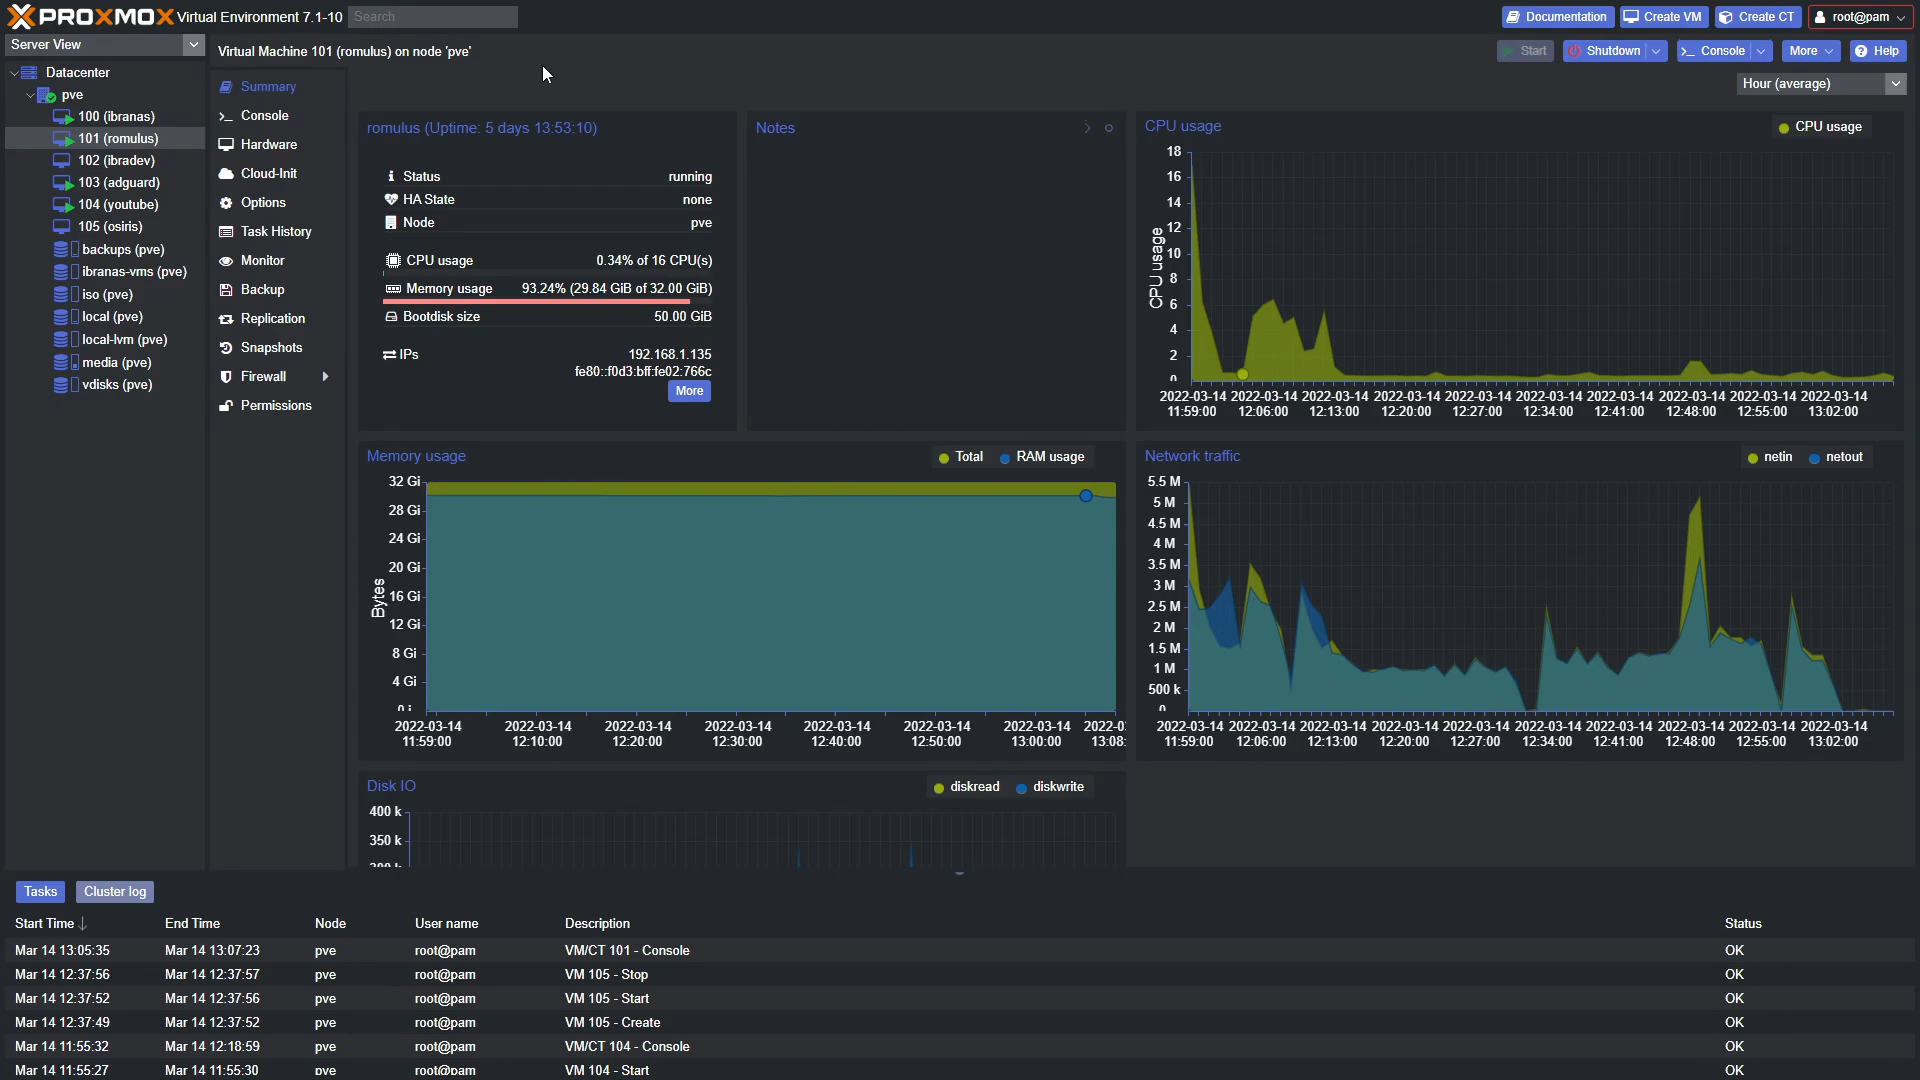 PROXMOX Virtual Environment 7.1-10 Search Documentation Create VM Create CT root@pam
Server View
Virtual Machine 101 (romulus) on node 'pve' Start Shutdown Console More Help
Hour (average)
Datacenter
pve
100 (ibranas)
101 (romulus)
102 (ibradev)
103 (adguard)
104 (youtube)
105 (osiris)
backups (pve)
ibranas-vms (pve)
iso (pve)
local (pve)
local-lvm (pve)
media (pve)
vdisks (pve)
Summary
Console
Hardware
Cloud-Init
Options
Task History
Monitor
Backup
Replication
Snapshots
Firewall
Permissions
romulus (Uptime: 5 days 13:53:10)
Status running
HA State none
Node pve
CPU usage 0.34% of 16 CPU(s)
Memory usage 93.24% (29.84 GiB of 32.00 GiB)
Bootdisk size 50.00 GiB
IPs 192.168.1.135
fe80::f0d3:bff:fe02:766c
More
Notes
CPU usage
CPU usage
18
16
14
12
10
8
6
4
2
0
CPU usage
2022-03-14 2022-03-14 2022-03-14 2022-03-14 2022-03-14 2022-03-14 2022-03-14 2022-03-14 2022-03-14 2022-03-14
11:59:00 12:06:00 12:13:00 12:20:00 12:27:00 12:34:00 12:41:00 12:48:00 12:55:00 13:02:00
Memory usage
Total RAM usage
32 Gi
28 Gi
24 Gi
20 Gi
16 Gi
12 Gi
8 Gi
4 Gi
0 i
Bytes
2022-03-14 2022-03-14 2022-03-14 2022-03-14 2022-03-14 2022-03-14 2022-03-14 2022-0
11:59:00 12:10:00 12:20:00 12:30:00 12:40:00 12:50:00 13:00:00 13:08:
Network traffic
netin netout
5.5 M
5 M
4.5 M
4 M
3.5 M
3 M
2.5 M
2 M
1.5 M
1 M
500 k
0
2022-03-14 2022-03-14 2022-03-14 2022-03-14 2022-03-14 2022-03-14 2022-03-14 2022-03-14 2022-03-14 2022-03-14
11:59:00 12:06:00 12:13:00 12:20:00 12:27:00 12:34:00 12:41:00 12:48:00 12:55:00 13:02:00
Disk IO
diskread diskwrite
400 k
350 k
300 k
Tasks Cluster log
Start Time End Time Node User name Description Status
Mar 14 13:05:35 Mar 14 13:07:23 pve root@pam VM/CT 101 - Console OK
Mar 14 12:37:56 Mar 14 12:37:57 pve root@pam VM 105 - Stop OK
Mar 14 12:37:52 Mar 14 12:37:56 pve root@pam VM 105 - Start OK
Mar 14 12:37:49 Mar 14 12:37:52 pve root@pam VM 105 - Create OK
Mar 14 11:55:32 Mar 14 12:18:59 pve root@pam VM/CT 104 - Console OK
Mar 14 11:55:27 Mar 14 11:55:30 pve root@pam VM 104 - Start OK